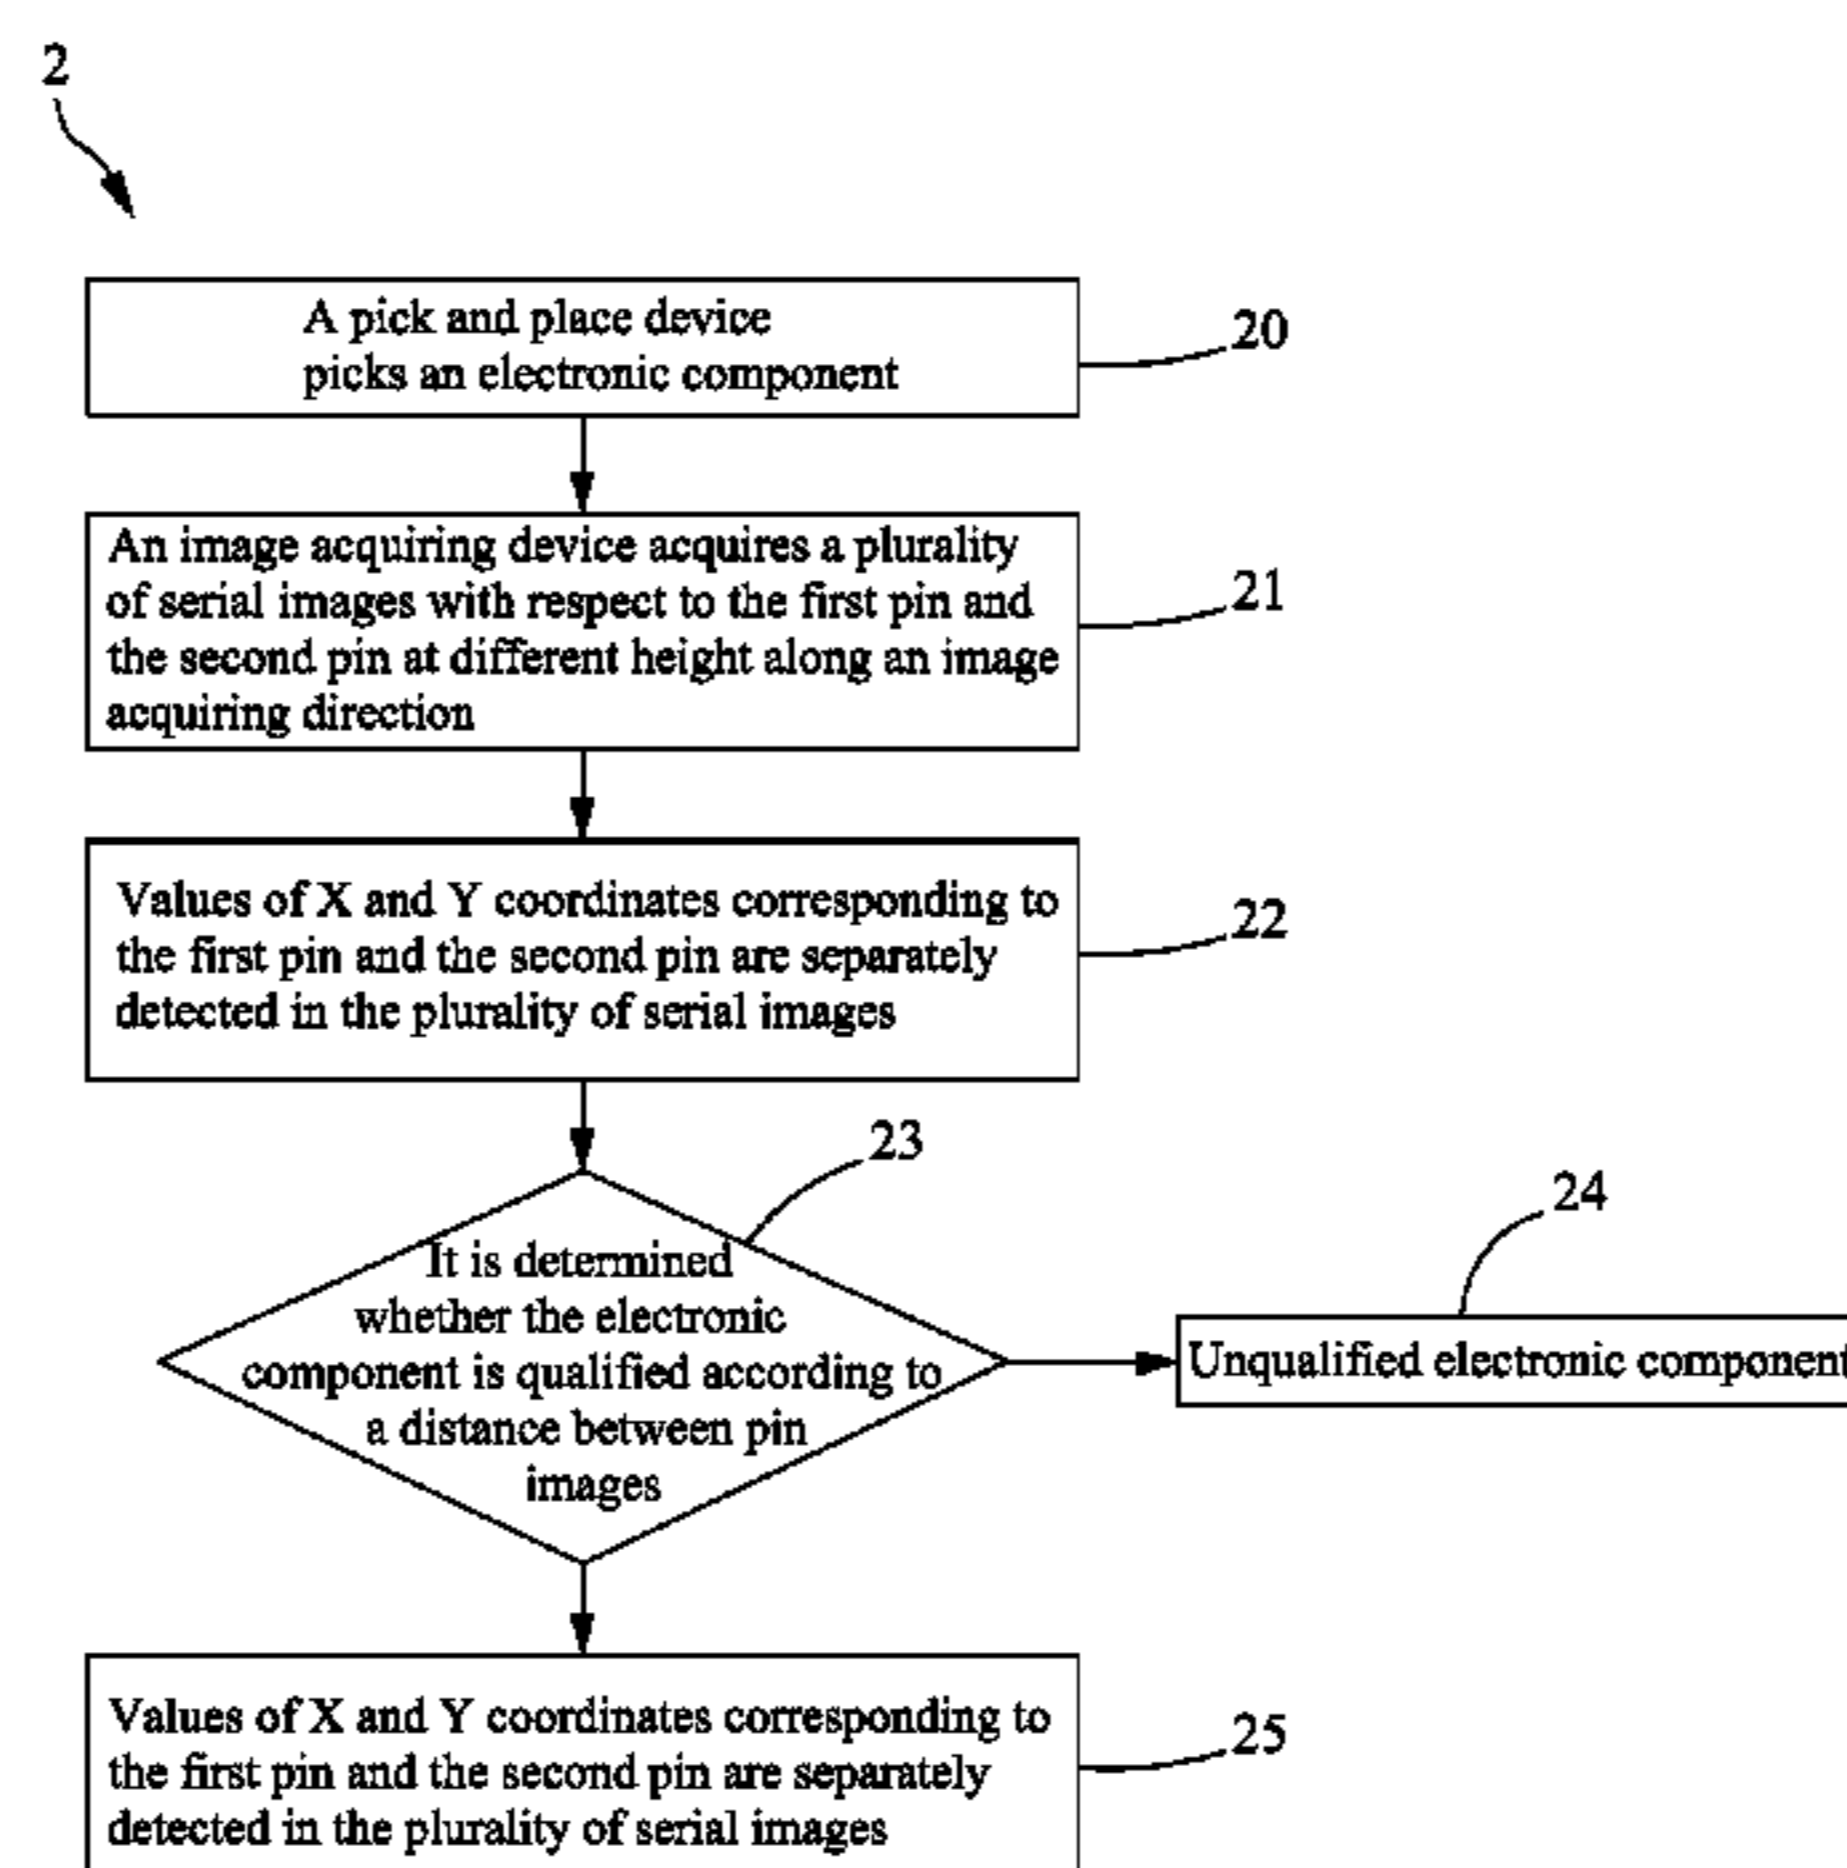 2
A pick and place device
picks an electronic component
20
An image acquiring device acquires a plurality
of serial images with respect to the first pin and
the second pin at different height along an image
acquiring direction
21
Values of X and Y coordinates corresponding to
the first pin and the second pin are separately
detected in the plurality of serial images
22
23
It is determined
whether the electronic
component is qualified according to
a distance between pin
images
24
Unqualified electronic component
Values of X and Y coordinates corresponding to
the first pin and the second pin are separately
detected in the plurality of serial images
25